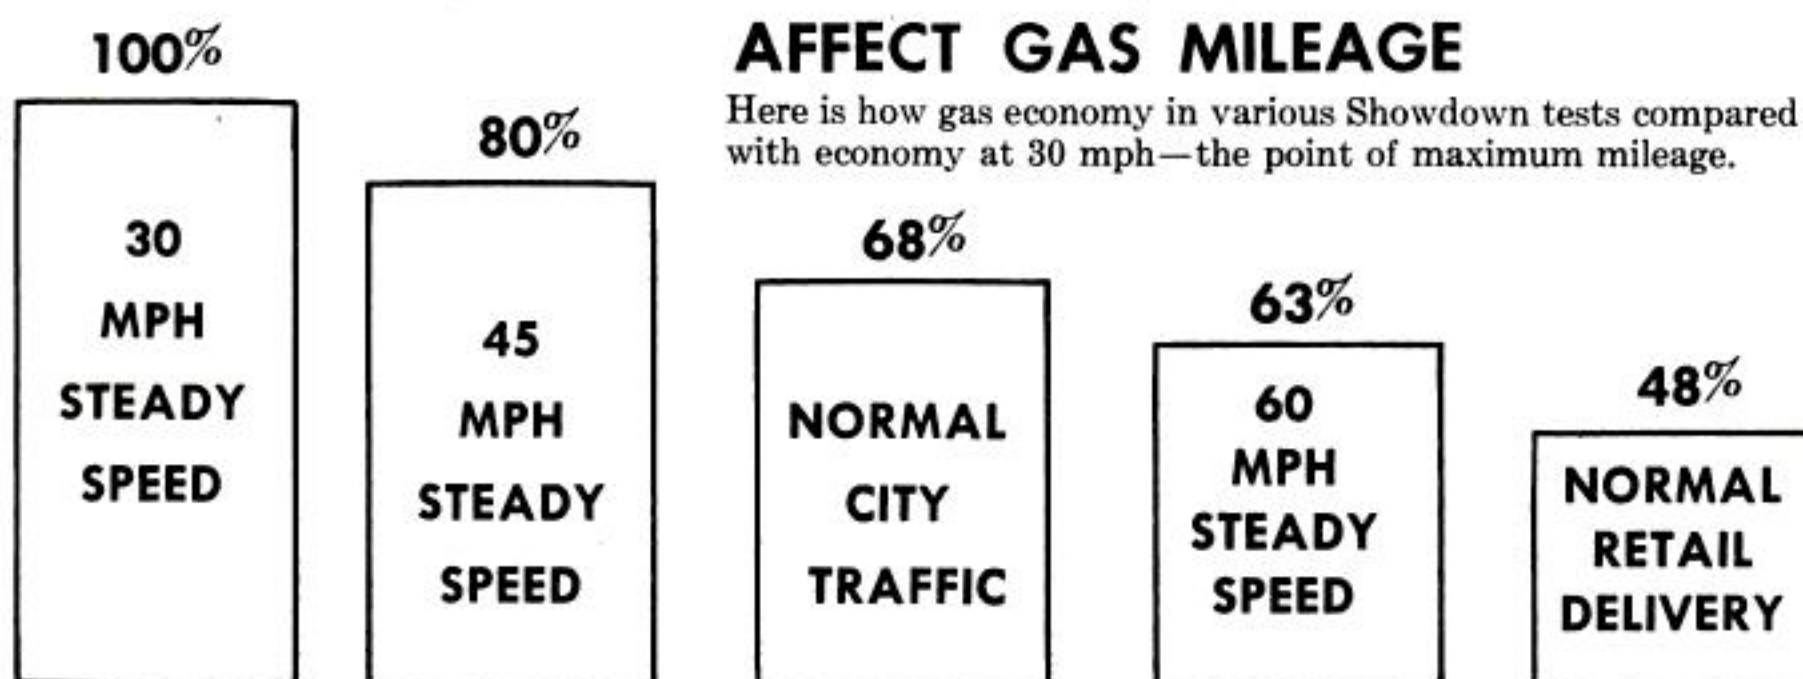 AFFECT GAS MILEAGE
Here is how gas economy in various Showdown tests compared
with economy at 30 mph—the point of maximum mileage.
100%
30
MPH
STEADY
SPEED
80%
45
MPH
STEADY
SPEED
68%
NORMAL
CITY
TRAFFIC
63%
60
MPH
STEADY
SPEED
48%
NORMAL
RETAIL
DELIVERY